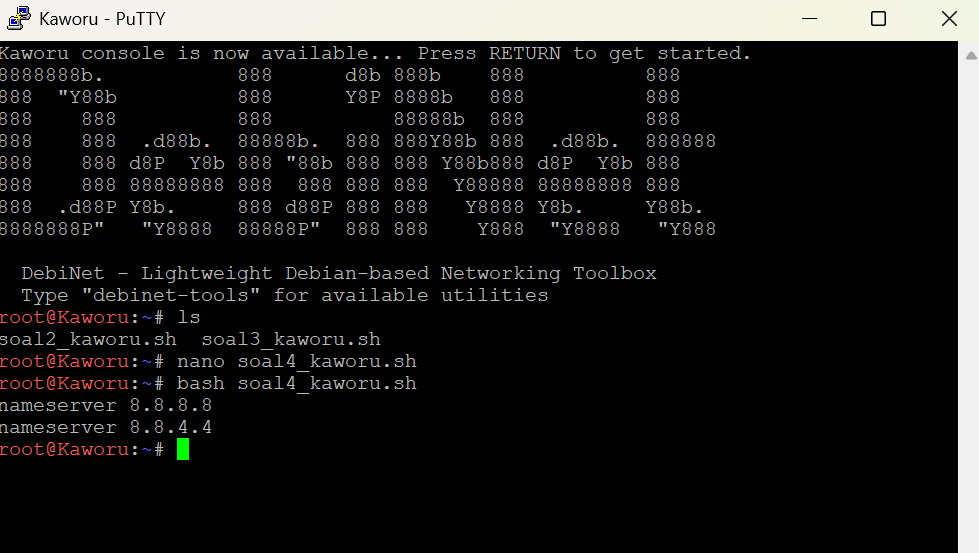 Kaworu - PuTTY
Kaworu console is now available... Press RETURN to get started.
8888888b.           888      d8b 888b    888          888
888  "Y88b          888      Y8P 8888b   888          888
888    888          888          88888b  888          888
888    888  .d88b.  88888b.  888 888Y88b 888  .d88b.  888888
888    888 d8P  Y8b 888 "88b 888 888 Y88b888 d8P  Y8b 888
888    888 88888888 888  888 888 888  Y88888 88888888 888
888  .d88P Y8b.     888 d88P 888 888   Y8888 Y8b.     Y88b.
8888888P"   "Y8888  88888P"  888 888    Y888  "Y8888   "Y888
DebiNet - Lightweight Debian-based Networking Toolbox
Type "debinet-tools" for available utilities
root@Kaworu:~# ls
soal2_kaworu.sh  soal3_kaworu.sh
root@Kaworu:~# nano soal4_kaworu.sh
root@Kaworu:~# bash soal4_kaworu.sh
nameserver 8.8.8.8
nameserver 8.8.4.4
root@Kaworu:~#